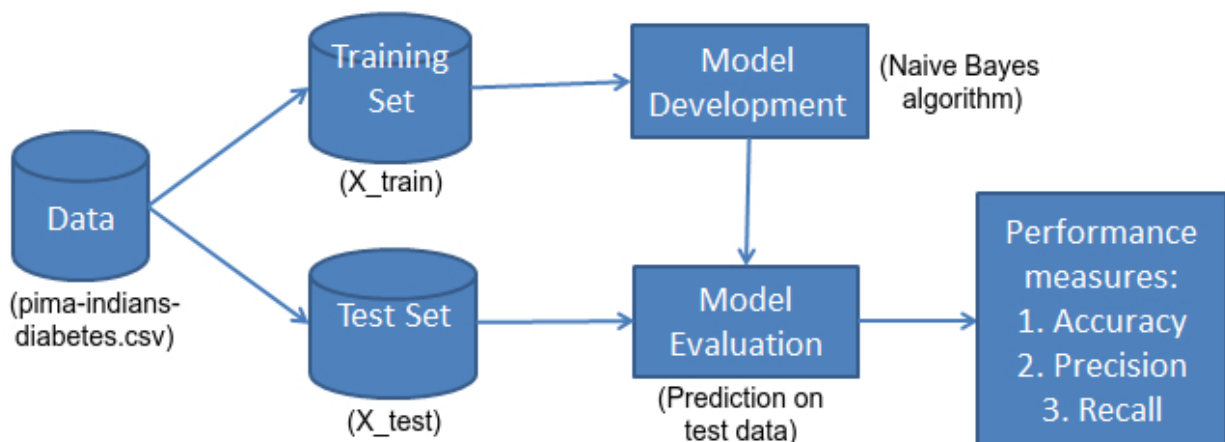 Data
(pima-indians-
diabetes.csv)
Training
Set
(X_train)
Model
Development
(Naive Bayes
algorithm)
Test Set
(X_test)
Model
Evaluation
(Prediction on
test data)
Performance
measures:
1. Accuracy
2. Precision
3. Recall